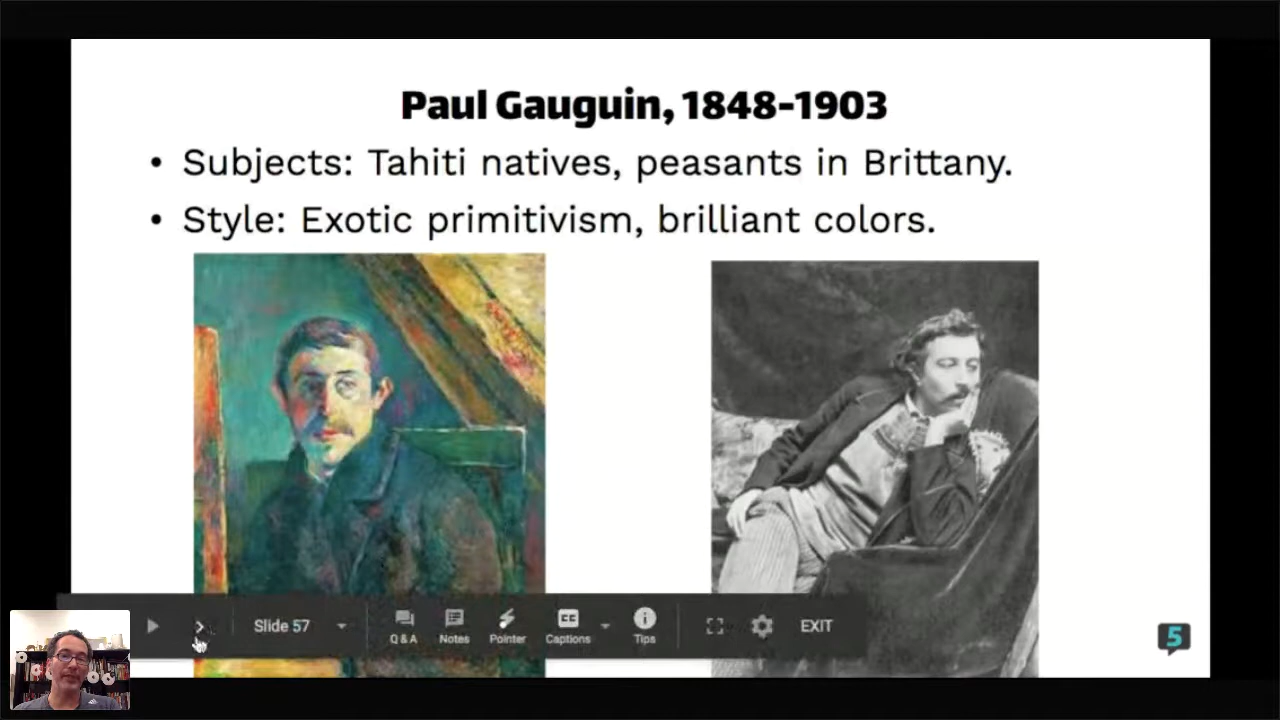 Paul Gauguin, 1848-1903
• Subjects: Tahiti natives, peasants in Brittany.
• Style: Exotic primitivism, brilliant colors.
Slide 57
Q & A
Notes
Pointer
CC
Captions
Tips
EXIT
5